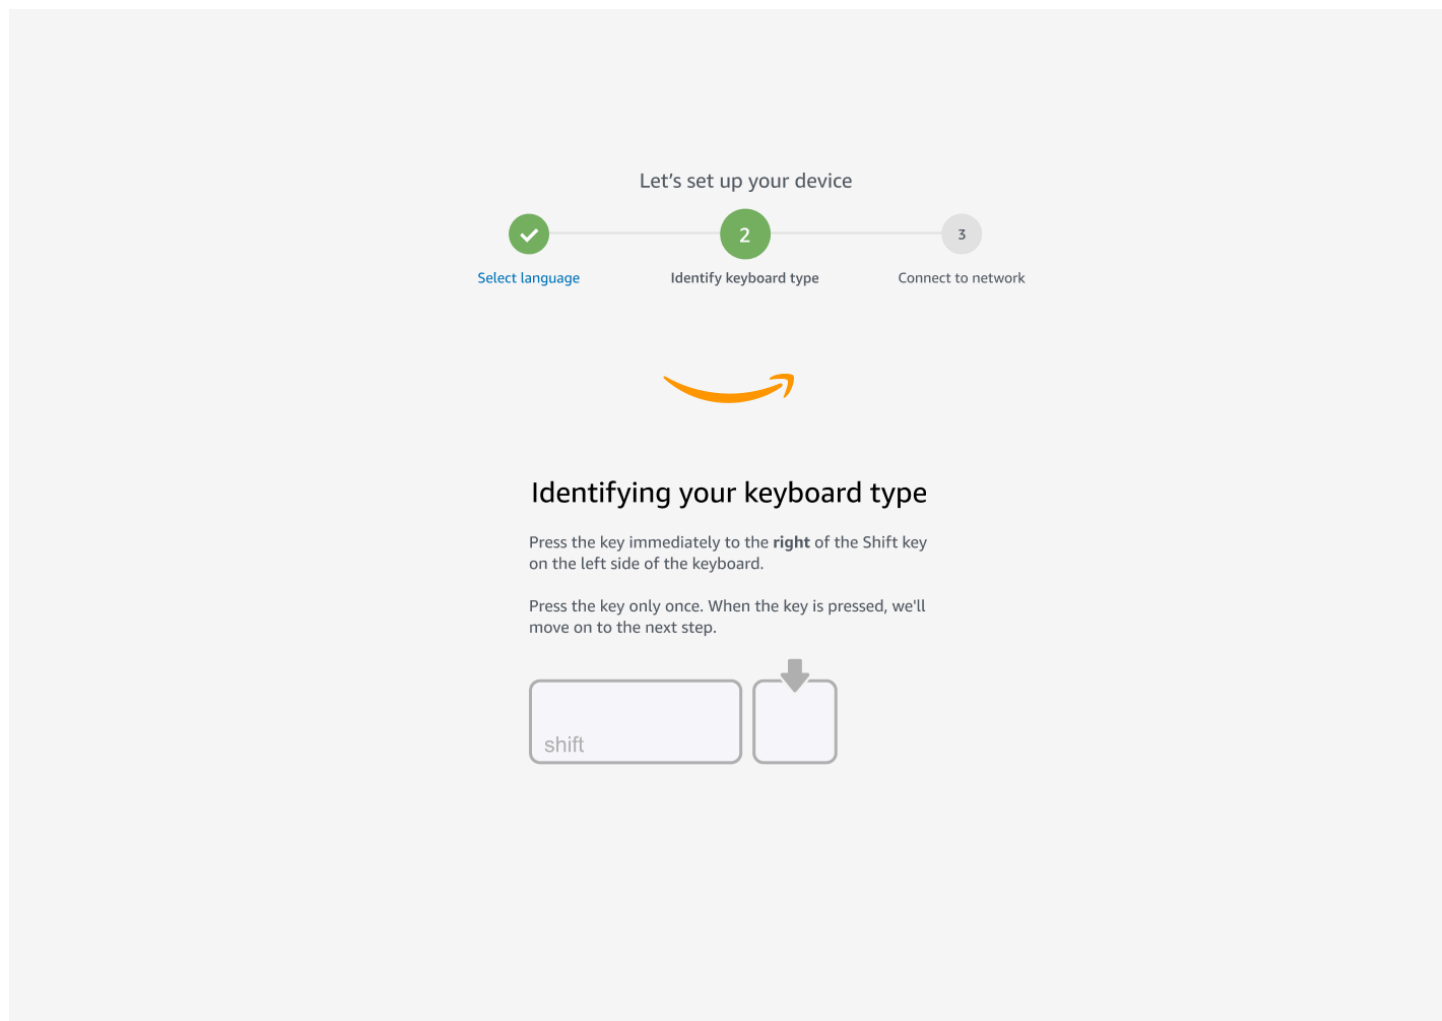 Let's set up your device
2
3
Select language
Identify keyboard type
Connect to network
Identifying your keyboard type
Press the key immediately to the right of the Shift key
on the left side of the keyboard.
Press the key only once. When the key is pressed, we'll
move on to the next step.
shift